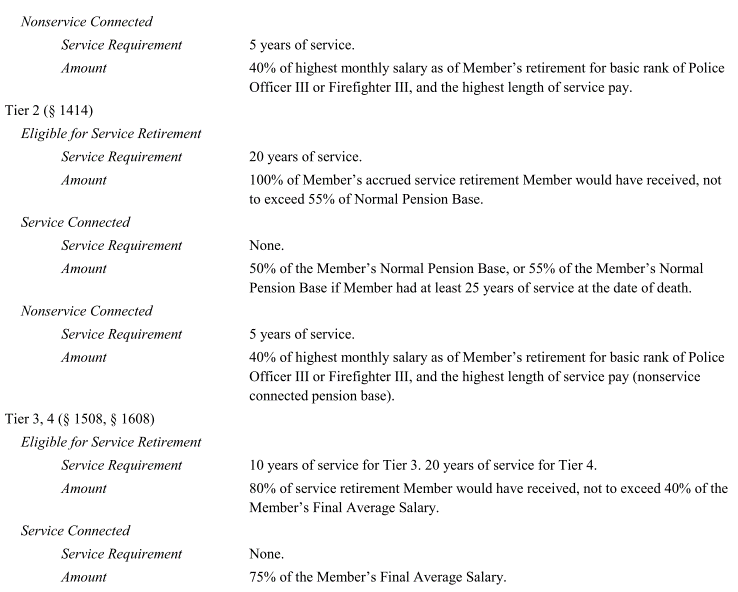 Nonservice Connected
Service Requirement 5 years of service.
Amount 40% of highest monthly salary as of Member’s retirement for basic rank of Police
Officer III or Firefighter III, and the highest length of service pay.
Tier 2 (§ 1414)
Eligible for Service Retirement
Service Requirement 20 years of service.
Amount 100% of Member’s accrued service retirement Member would have received, not
to exceed 55% of Normal Pension Base.
Service Connected
Service Requirement None.
Amount 50% of the Member’s Normal Pension Base, or 55% of the Member’s Normal
Pension Base if Member had at least 25 years of service at the date of death.
Nonservice Connected
Service Requirement 5 years of service.
Amount 40% of highest monthly salary as of Member’s retirement for basic rank of Police
Officer III or Firefighter III, and the highest length of service pay (nonservice
connected pension base).
Tier 3, 4 (§ 1508, § 1608)
Eligible for Service Retirement
Service Requirement 10 years of service for Tier 3. 20 years of service for Tier 4.
Amount 80% of service retirement Member would have received, not to exceed 40% of the
Member’s Final Average Salary.
Service Connected
Service Requirement None.
Amount 75% of the Member’s Final Average Salary.